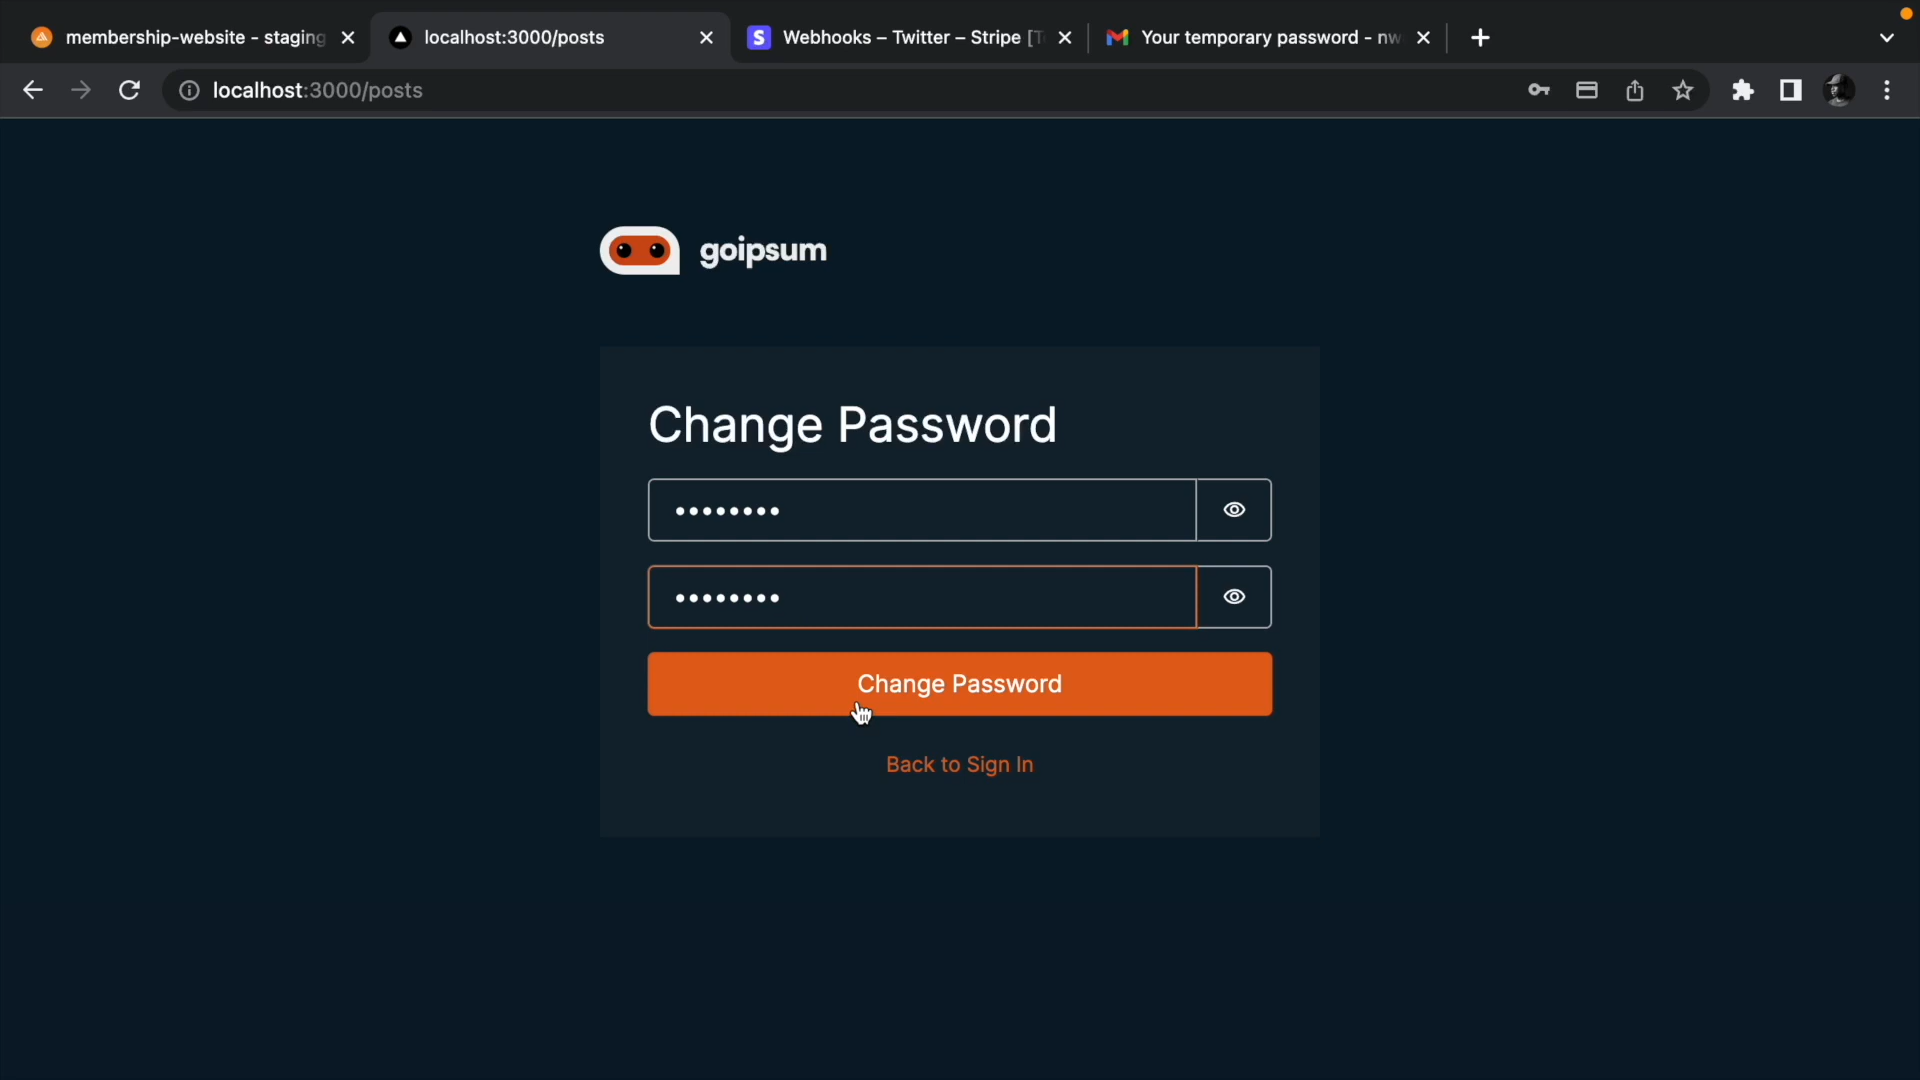 membership-website - staging
localhost:3000/posts
Webhooks – Twitter – Stripe [T
Your temporary password - nw
localhost:3000/posts
goipsum
Change Password
••••••••
••••••••
Change Password
Back to Sign In